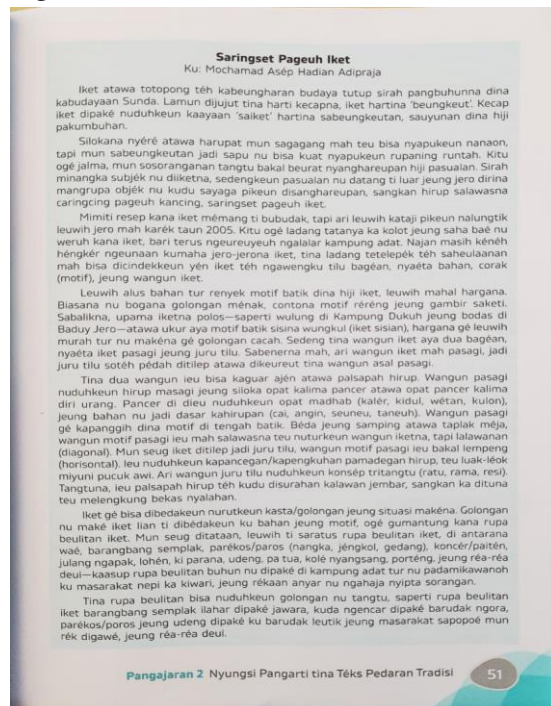 Saringset Pageuh Iket
Ku: Mochamad Asép Hadian Adipraja
Iket atawa totopong téh kabeungharan budaya tutup sirah pangbuhunna dina
kabudayaan Sunda. Lamun dijujut tina harti kecapna, iket hartina ‘beungkeut’. Kecap
iket dipaké nuduhkeun kaayaan ‘saiket’ hartina sabeungkeutan, sauyunan dina hiji
pakumbuhan.
Silokana nyéré atawa harupat mun sagagang mah teu bisa nyapukeun nanaon,
tapi mun sabeungkeutan jadi sapu nu bisa kuat nyapukeun rupaning runtah. Kitu
ogé jalma, mun sosoranganan tangtu bakal beurat nyanghareupan hiji pasualan. Sirah
minangka subjék nu diiketna, sedengkeun pasualan nu datang ti luar jeung jero dirina
mangrupa objék nu kudu sayaga pikeun disanghareupan, sangkan hirup salawasna
caringcing pageuh kancing, saringset pageuh iket.
Mimiti resep kana iket mémang ti bubudak, tapi ari leuwih kataji pikeun nalungtik
leuwih jero mah karék taun 2005. Kitu ogé ladang tatanya ka kolot jeung saha baé nu
weruh kana iket, bari terus ngeureuyeuh ngalalar kampung adat. Najan masih kénéh
héngkér ngeunaan kumaha jero-jerona iket, tina ladang tetelepék téh saheulaanan
mah bisa dicindekkeun yén iket téh ngawengku tilu bagéan, nyaéta bahan, corak
(motif), jeung wangun iket.
Leuwih alus bahan tur renyek motif batik dina hiji iket, leuwih mahal hargana.
Biasana nu bogana golongan ménak, contona motif réréng jeung gambir saketi.
Sabalikna, upama iketna polos—saperti wulung di Kampung Dukuh jeung bodas di
Baduy Jero—atawa ukur aya motif batik sisina wungkul (iket sisian), hargana gé leuwih
murah tur nu makéna gé golongan cacah. Sedeng tina wangun iket aya dua bagéan,
nyaéta iket pasagi jeung juru tilu. Sabenerna mah, ari wangun iket mah pasagi, jadi
juru tilu sotéh pédah ditilep atawa dikeureut tina wangun asal pasagi.
Tina dua wangun ieu bisa kaguar ajén atawa palsapah hirup. Wangun pasagi
nuduhkeun hirup masagi jeung siloka opat kalima pancer atawa opat pancer kalima
diri urang. Pancer di dieu nuduhkeun opat madhab (kalér, kidul, wétan, kulon),
jeung bahan nu jadi dasar kahirupan (cai, angin, seuneu, taneuh). Wangun pasagi
gé kapanggih dina motif di tengah batik. Béda jeung samping atawa taplak méja,
wangun motif pasagi ieu mah salawasna teu nuturkeun wangun iketna, tapi lalawanan
(diagonal). Mun seug iket ditilep jadi juru tilu, wangun motif pasagi ieu bakal lempeng
(horisontal). Ieu nuduhkeun kapancegan/kapengkuhan pamadegan hirup, teu luak-léok
miyuni pucuk awi. Ari wangun juru tilu nuduhkeun konsép tritangtu (ratu, rama, resi).
Tangtuna, ieu palsapah hirup téh kudu disurahan kalawan jembar, sangkan ka dituna
teu melengkung bekas nyalahan.
Iket gé bisa dibédakeun nurutkeun kasta/golongan jeung situasi makéna. Golongan
nu maké iket lian ti dibédakeun ku bahan jeung motif, ogé gumantung kana rupa
beulitan iket. Mun seug ditataan, leuwih ti saratus rupa beulitan iket, di antarana
waé, barangbang semplak, parékos/paros (nangka, jéngkol, gedang), koncér/paitén,
julang ngapak, lohén, ki parana, udeng, pa tua, kolé nyangsang, porténg, jeung réa-réa
deui—kaasup rupa beulitan buhun nu dipaké di kampung adat tur nu padamikawanoh
ku masarakat nepi ka kiwari, jeung rékaan anyar nu ngahaja nyipta sorangan.
Tina rupa beulitan bisa nuduhkeun golongan nu tangtu, saperti rupa beulitan
iket barangbang semplak ilahar dipaké jawara, kuda ngencar dipaké barudak ngora,
parékos/poros jeung udeng dipaké ku barudak leutik jeung masarakat sapopoé mun
rék digawé, jeung réa-réa deui.
Pangajaran 2 Nyungsi Pangarti tina Téks Pedaran Tradisi 51